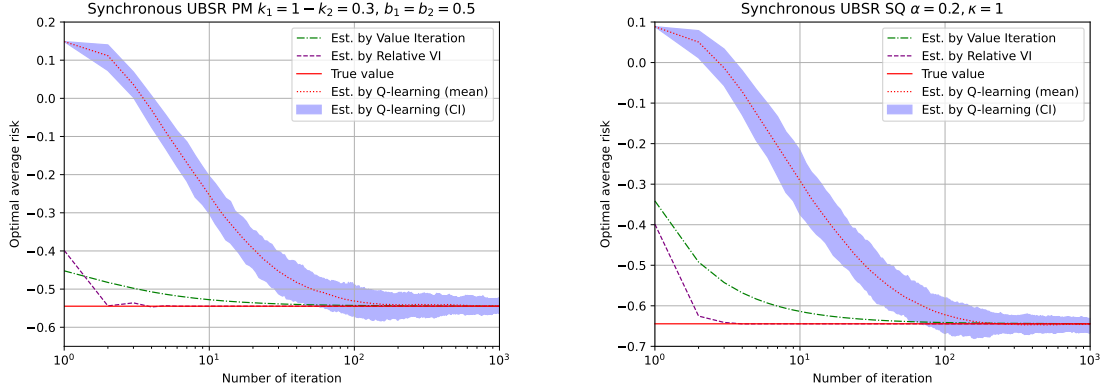 Synchronous UBSR PM k₁ = 1 − k₂ = 0.3, b₁ = b₂ = 0.5
Optimal average risk
0.2
0.1
0.0
−0.1
−0.2
−0.3
−0.4
−0.5
−0.6
10⁰
10¹
10²
10³
Number of iteration
Est. by Value Iteration
Est. by Relative VI
True value
Est. by Q-learning (mean)
Est. by Q-learning (CI)
Synchronous UBSR SQ α = 0.2, κ = 1
Optimal average risk
0.1
0.0
−0.1
−0.2
−0.3
−0.4
−0.5
−0.6
−0.7
10⁰
10¹
10²
10³
Number of iteration
Est. by Value Iteration
Est. by Relative VI
True value
Est. by Q-learning (mean)
Est. by Q-learning (CI)